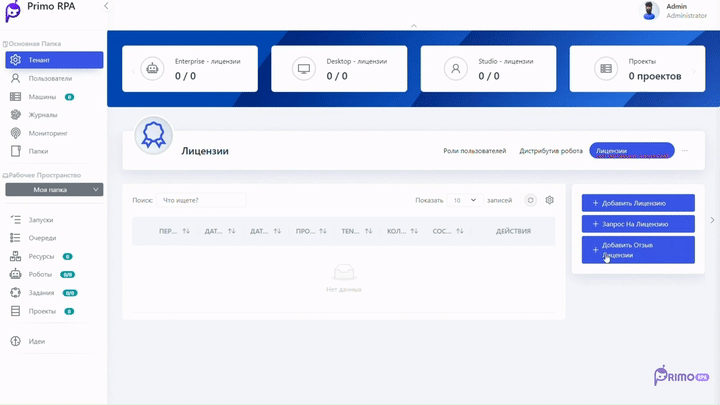 Primo RPA
Admin
Administrator
Основная Папка
Тенант
Пользователи
Машины 0
Журналы
Мониторинг
Папки
Рабочее Пространство
Моя папка
Запуски
Очереди
Ресурсы 0
Роботы 0/0
Задания 0/0
Проекты 0
Идеи
Enterprise - лицензии
0 / 0
Desktop - лицензии
0 / 0
Studio - лицензии
0 / 0
Проекты
0 проектов
Лицензии
Роли пользователей Дистрибутив робота Лицензии ...
Поиск: Что ищете? Показать 10 записей
ПЕР... ДАТ... ДАТ... ПРО... TEN... КОЛ... СОС... ДЕЙСТВИЯ
Нет данных
+ Добавить Лицензию
+ Запрос На Лицензию
+ Добавить Отзыв
Лицензии
PRIMO RPA